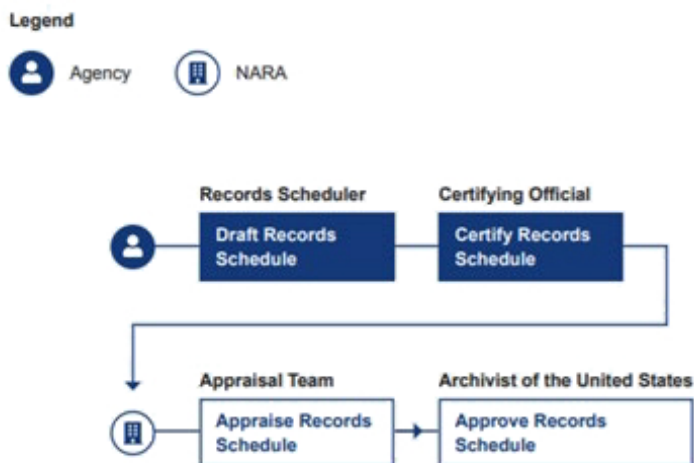 Legend
Agency
NARA
Records Scheduler
Certifying Official
Draft Records
Schedule
Certify Records
Schedule
Appraisal Team
Archivist of the United States
Appraise Records
Schedule
Approve Records
Schedule